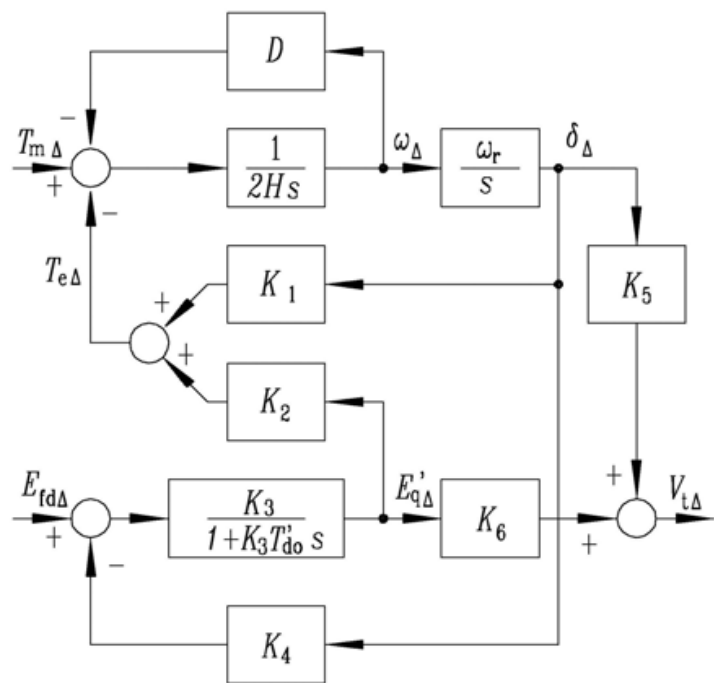 D
−
T_mΔ
+
−
1
2Hs
ω_Δ
ω_r
s
δ_Δ
T_eΔ
+
+
K_1
K_5
K_2
E_fdΔ
+
−
K_3
1+K_3T'_do s
E'_qΔ
K_6
+
+
V_tΔ
K_4